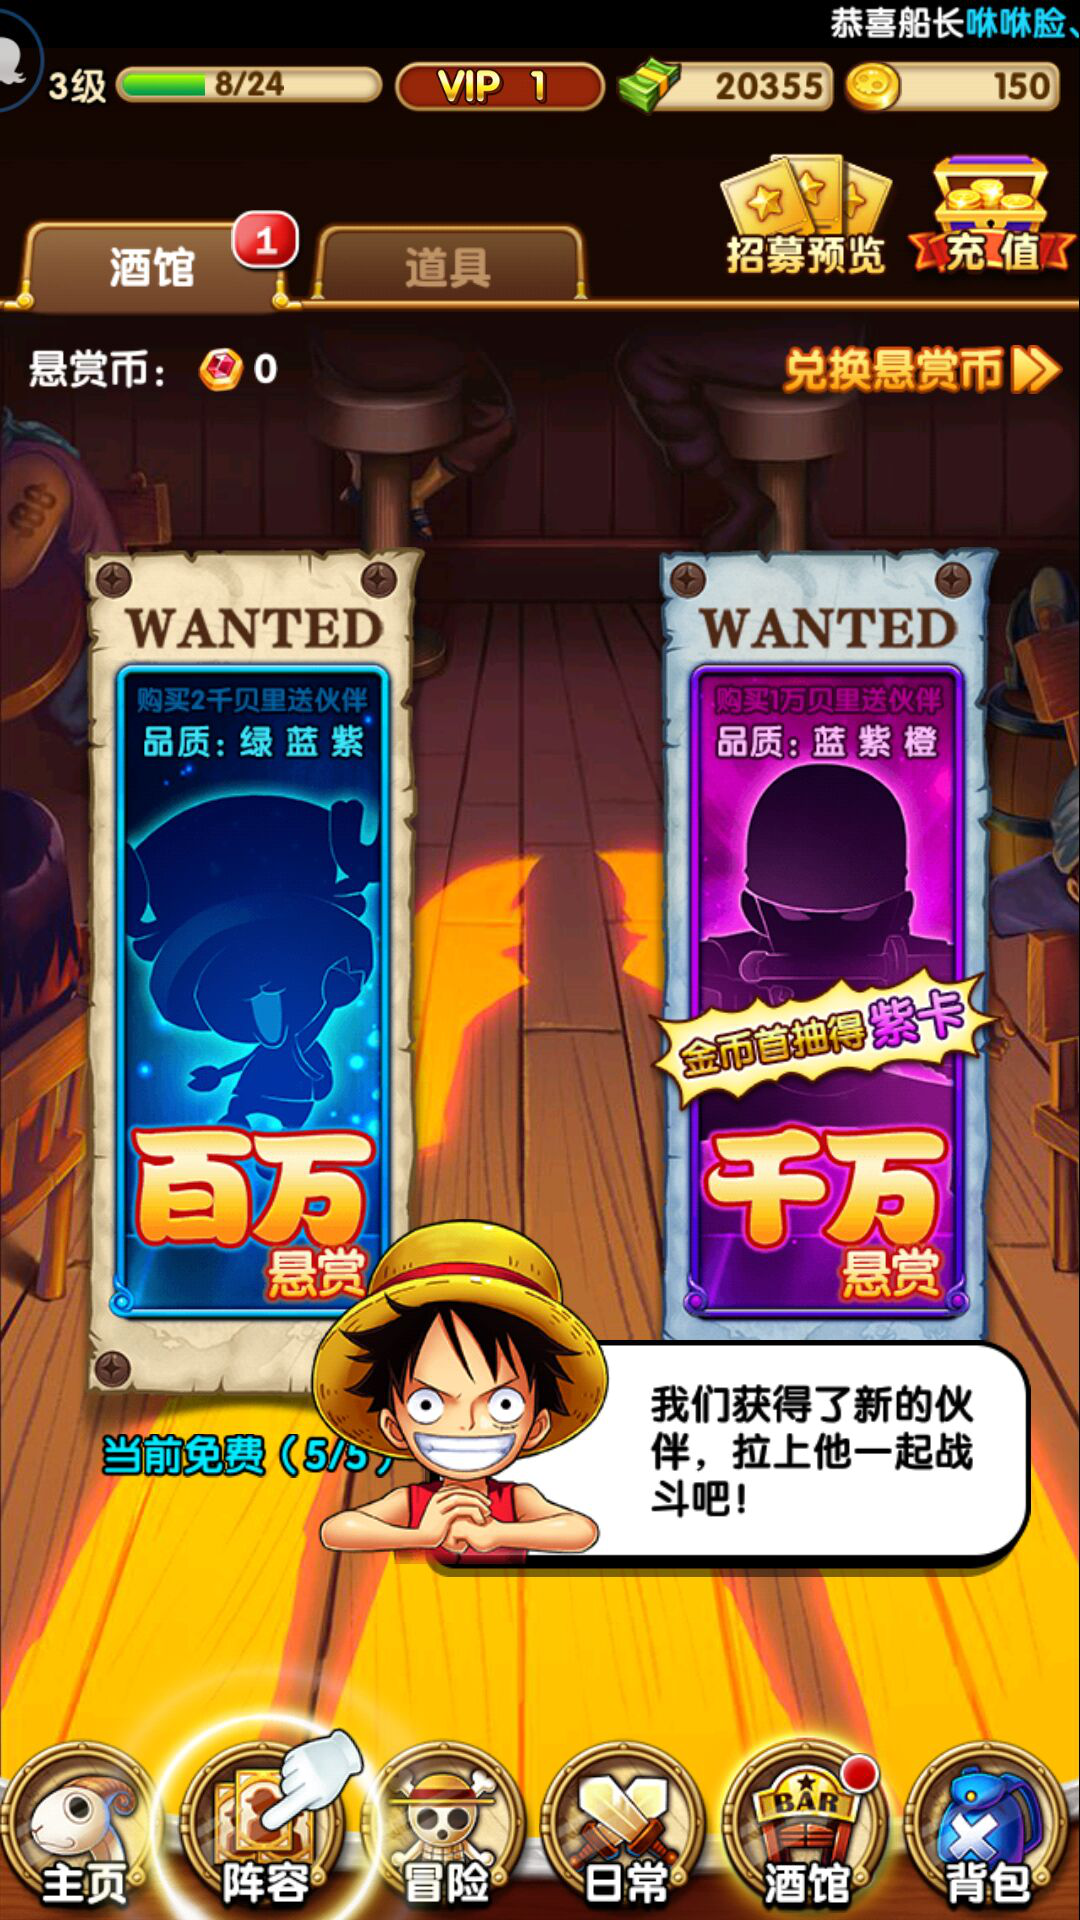 恭喜船长咻咻脸、
3级
8/24
VIP 1
20355
150
招募预览
充值
酒馆
1
道具
悬赏币：
0
兑换悬赏币
WANTED
购买2千贝里送伙伴
品质：绿 蓝 紫
百万
悬赏
当前免费（5/5）
WANTED
购买1万贝里送伙伴
品质：蓝 紫 橙
金币首抽得紫卡
千万
悬赏
我们获得了新的伙
伴，拉上他一起战
斗吧！
主页
阵容
冒险
日常
BAR
酒馆
背包